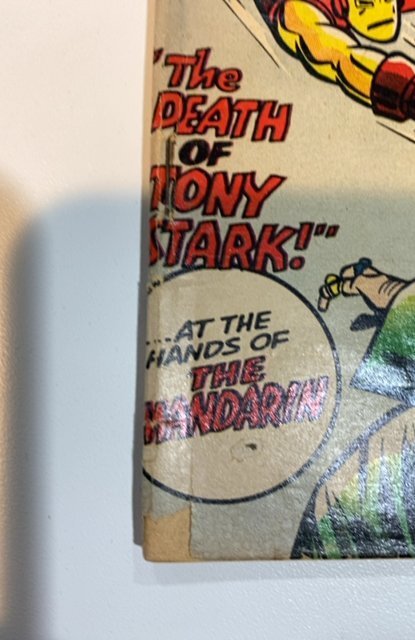 "The
DEATH
OF
TONY
STARK!"
...AT THE
HANDS OF
THE
MANDARIN